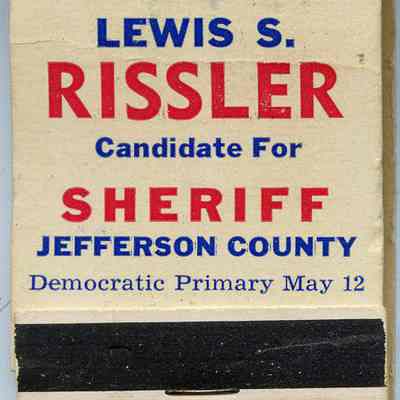 LEWIS S.
RISSLER
Candidate For
SHERIFF
JEFFERSON COUNTY
Democratic Primary May 12